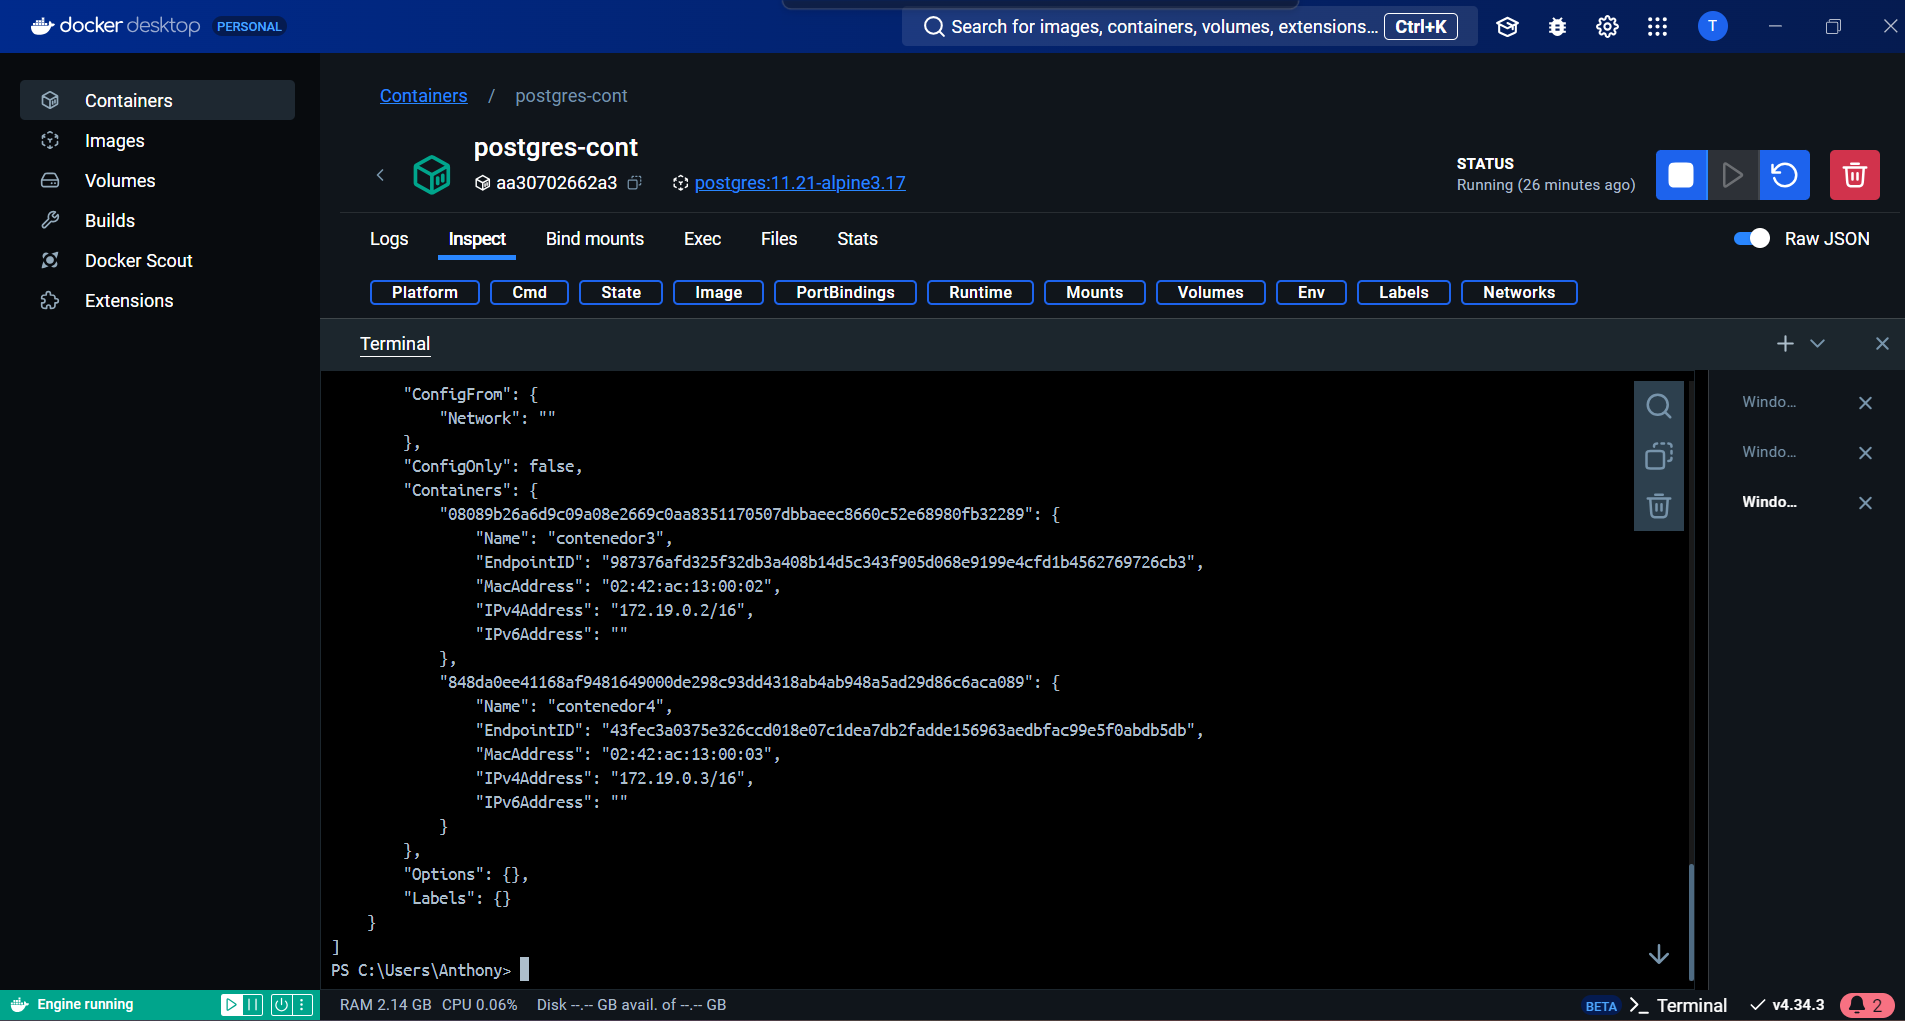 docker desktop PERSONAL
Search for images, containers, volumes, extensions... Ctrl+K
T
Containers
Images
Volumes
Builds
Docker Scout
Extensions
Containers / postgres-cont
postgres-cont
aa30702662a3 postgres:11.21-alpine3.17
STATUS
Running (26 minutes ago)
Logs Inspect Bind mounts Exec Files Stats
Raw JSON
Platform Cmd State Image PortBindings Runtime Mounts Volumes Env Labels Networks
Terminal
"ConfigFrom": {
"Network": ""
},
"ConfigOnly": false,
"Containers": {
"08089b26a6d9c09a08e2669c0aa8351170507dbbaeec8660c52e68980fb32289": {
"Name": "contenedor3",
"EndpointID": "987376afd325f32db3a408b14d5c343f905d068e9199e4cfd1b4562769726cb3",
"MacAddress": "02:42:ac:13:00:02",
"IPv4Address": "172.19.0.2/16",
"IPv6Address": ""
},
"848da0ee41168af9481649000de298c93dd4318ab4ab948a5ad29d86c6aca089": {
"Name": "contenedor4",
"EndpointID": "43fec3a0375e326ccd018e07c1dea7db2fadde156963aedbfac99e5f0abdb5db",
"MacAddress": "02:42:ac:13:00:03",
"IPv4Address": "172.19.0.3/16",
"IPv6Address": ""
}
},
"Options": {},
"Labels": {}
}
]
PS C:\Users\Anthony>
Windo...
Windo...
Windo...
Engine running
RAM 2.14 GB CPU 0.06% Disk --.-- GB avail. of --.-- GB
BETA Terminal
v4.34.3
2